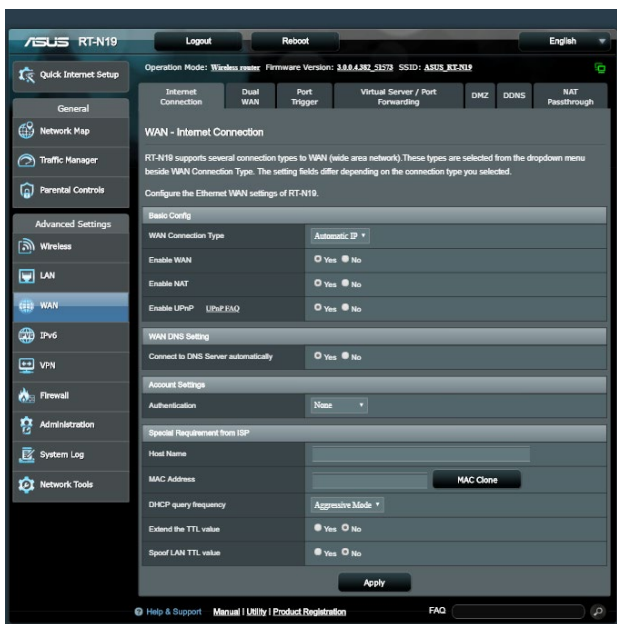 ASUS RT-N19 Logout Reboot English
Quick Internet Setup
General
Network Map
Traffic Manager
Parental Controls
Advanced Settings
Wireless
LAN
WAN
IPv6
VPN
Firewall
Administration
System Log
Network Tools
Operation Mode: Wireless router Firmware Version: 3.0.0.4.382_51573 SSID: ASUS_RT-N19
Internet Connection
Dual WAN
Port Trigger
Virtual Server / Port Forwarding
DMZ
DDNS
NAT Passthrough
WAN - Internet Connection
RT-N19 supports several connection types to WAN (wide area network).These types are selected from the dropdown menu
beside WAN Connection Type. The setting fields differ depending on the connection type you selected.
Configure the Ethernet WAN settings of RT-N19.
Basic Config
WAN Connection Type Automatic IP
Enable WAN Yes No
Enable NAT Yes No
Enable UPnP UPnP FAQ Yes No
WAN DNS Setting
Connect to DNS Server automatically Yes No
Account Settings
Authentication None
Special Requirement from ISP
Host Name
MAC Address MAC Clone
DHCP query frequency Aggressive Mode
Extend the TTL value Yes No
Spoof LAN TTL value Yes No
Apply
Help & Support Manual | Utility | Product Registration FAQ